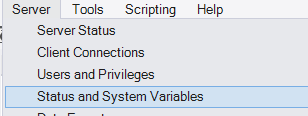 Server Tools Scripting Help
Server Status
Client Connections
Users and Privileges
Status and System Variables